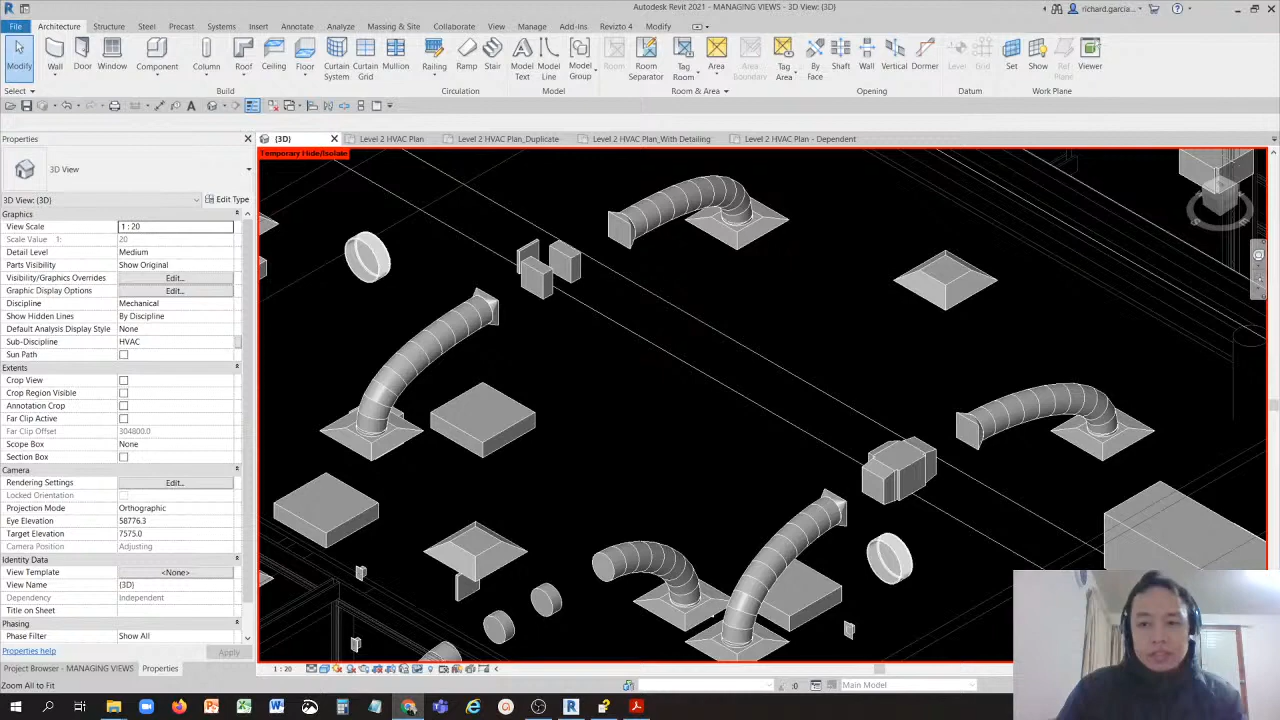 Autodesk Revit 2021 - MANAGING VIEWS - 3D View: {3D}
richard.garcia...
File Architecture Structure Steel Precast Systems Insert Annotate Analyze Massing & Site Collaborate View Manage Add-Ins Revizto 4 Modify
Modify Wall Door Window Component Column Roof Ceiling Floor Curtain System Curtain Grid Mullion Railing Ramp Stair Model Text Model Line Model Group Room Room Separator Tag Room Area Area Boundary Tag Area By Face Shaft Wall Vertical Dormer Level Grid Set Show Ref Plane Viewer
Select Build Circulation Model Room & Area Opening Datum Work Plane
Properties
{3D} Level 2 HVAC Plan Level 2 HVAC Plan_Duplicate Level 2 HVAC Plan_With Detailing Level 2 HVAC Plan - Dependent
Temporary Hide/Isolate
3D View
3D View: {3D} Edit Type
Graphics
View Scale 1 : 20
Scale Value 1: 20
Detail Level Medium
Parts Visibility Show Original
Visibility/Graphics Overrides Edit...
Graphic Display Options Edit...
Discipline Mechanical
Show Hidden Lines By Discipline
Default Analysis Display Style None
Sub-Discipline HVAC
Sun Path
Extents
Crop View
Crop Region Visible
Annotation Crop
Far Clip Active
Far Clip Offset 304800.0
Scope Box None
Section Box
Camera
Rendering Settings Edit...
Locked Orientation
Projection Mode Orthographic
Eye Elevation 58776.3
Target Elevation 7575.0
Camera Position Adjusting
Identity Data
View Template <None>
View Name {3D}
Dependency Independent
Title on Sheet
Phasing
Phase Filter Show All
Properties help Apply
Project Browser - MANAGING VIEWS Properties
1 : 20
Zoom All to Fit
:0 Main Model